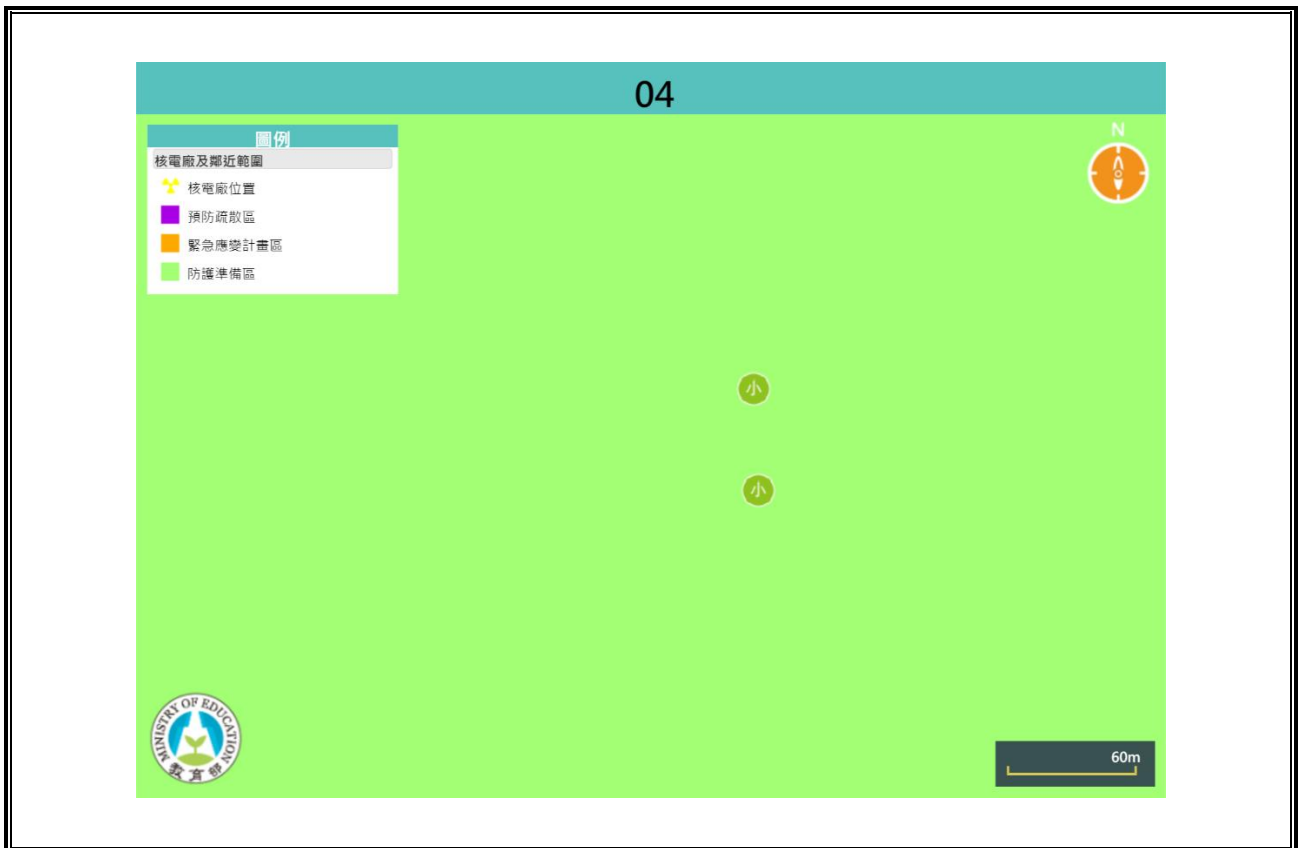 04
圖例
核電廠及鄰近範圍
核電廠位置
預防疏散區
緊急應變計畫區
防護準備區
N
小
小
MINISTRY OF EDUCATION
教育部
60m